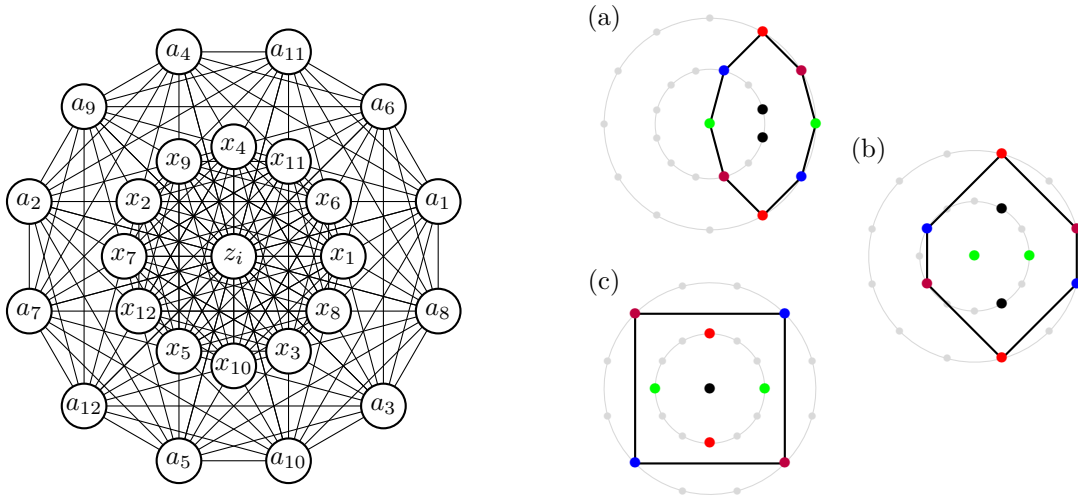 a₄ a₁₁
a₉ a₆
x₄
x₉ x₁₁
a₂ x₂ x₆ a₁
x₇ zᵢ x₁
a₇ x₁₂ x₈ a₈
x₅ x₃
x₁₀
a₁₂ a₃
a₅ a₁₀
(a)
(b)
(c)